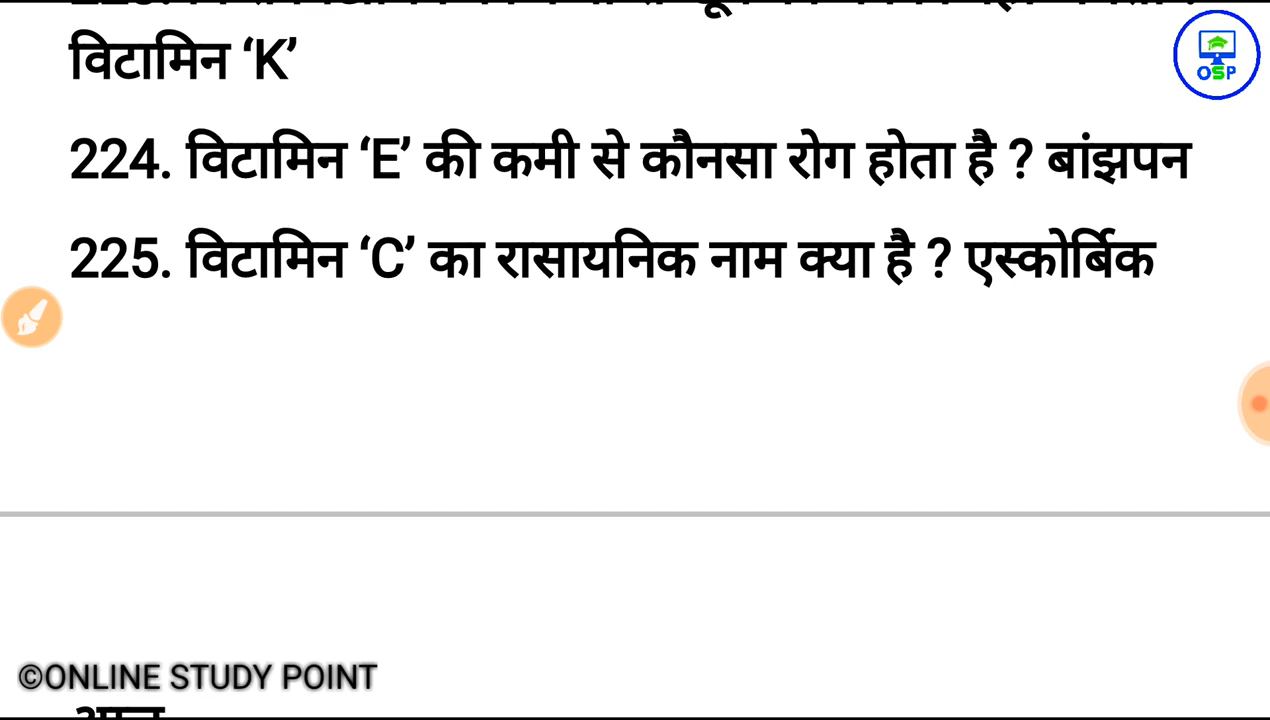 विटामिन ‘K’
OSP
224. विटामिन ‘E’ की कमी से कौनसा रोग होता है ? बांझपन
225. विटामिन ‘C’ का रासायनिक नाम क्या है ? एस्कोर्बिक
©ONLINE STUDY POINT